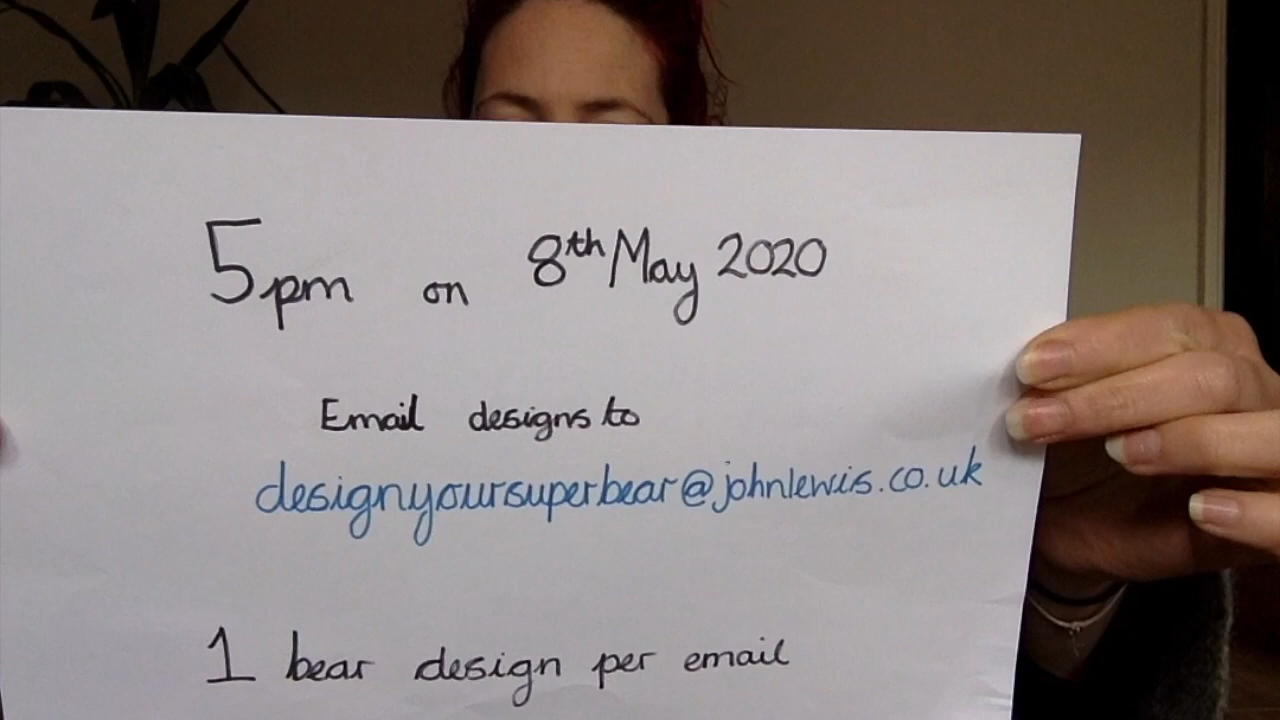 5pm on 8th May 2020
Email designs to
designyoursuperbear@johnlewis.co.uk
1 bear design per email